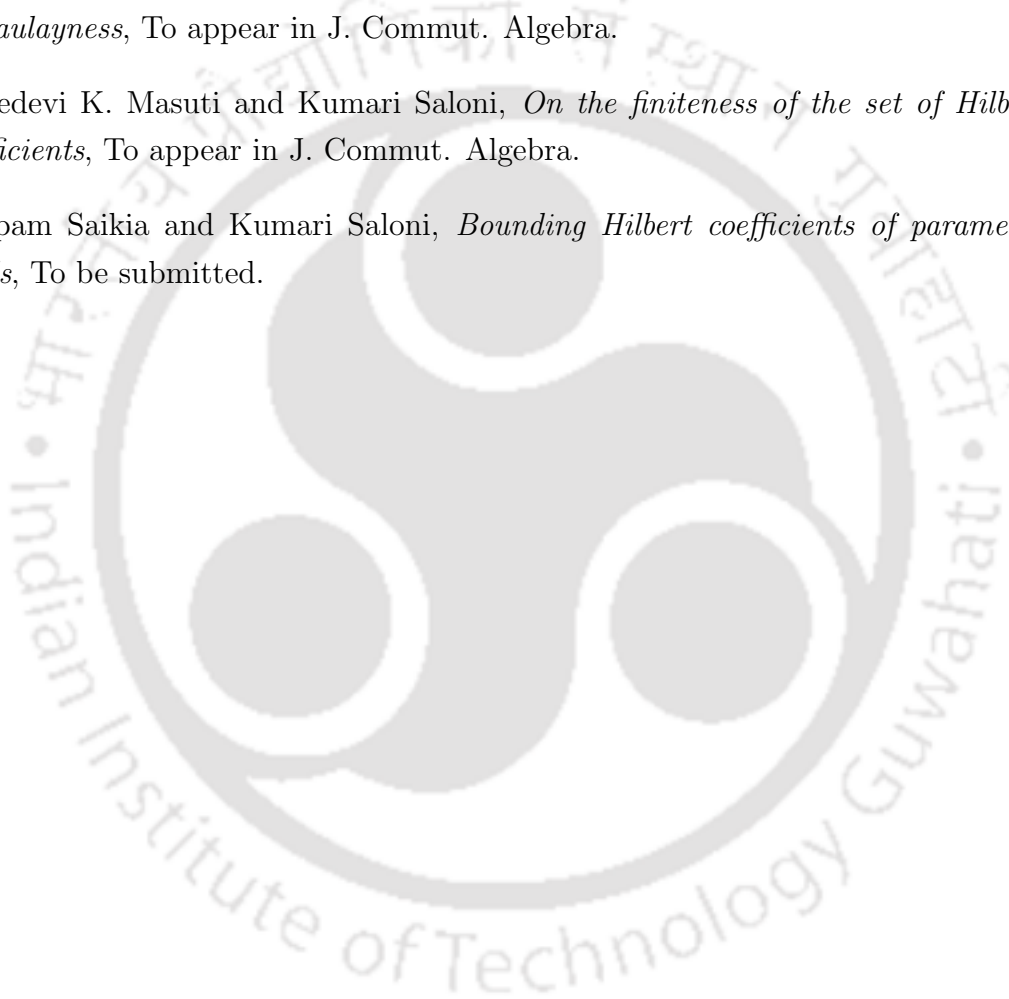 aulayness, To appear in J. Commut. Algebra.
edevi K. Masuti and Kumari Saloni, On the finiteness of the set of Hilb
ficients, To appear in J. Commut. Algebra.
pam Saikia and Kumari Saloni, Bounding Hilbert coefficients of parame
s, To be submitted.
Indian Institute of Technology Guwahati